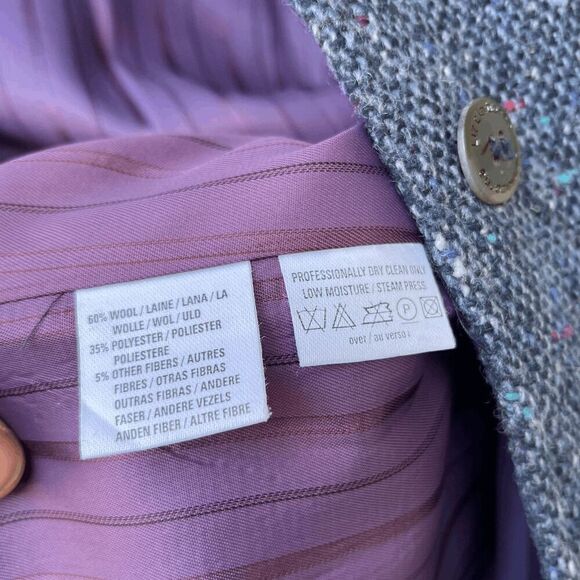 60% WOOL / LAINE / LANA / LA
WOLLE / WOL / ULD
35% POLYESTER / POLIESTER
POLIESTERE
5% OTHER FIBERS / AUTRES
FIBRES / OTRAS FIBRAS
OUTRAS FIBRAS / ANDERE
FASER / ANDERE VEZELS
ANDEN FIBER / ALTRE FIBRE
PROFESSIONALLY DRY CLEAN ONLY
LOW MOISTURE / STEAM PRESS
P
over / au verso